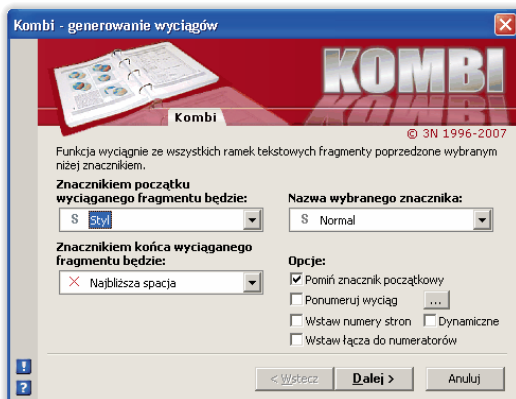 Kombi - generowanie wyciągów
KOMBI
Kombi
© 3N 1996-2007
Funkcja wyciągnie ze wszystkich ramek tekstowych fragmenty poprzedzone wybranym
niżej znacznikiem.
Znacznikiem początku
wyciąganego fragmentu będzie:
S Styl
Nazwa wybranego znacznika:
S Normal
Znacznikiem końca wyciąganego
fragmentu będzie:
Najbliższa spacja
Opcje:
Pomiń znacznik początkowy
Ponumeruj wyciąg ...
Wstaw numery stron Dynamiczne
Wstaw łącza do numeratorów
! 
?
< Wstecz Dalej > Anuluj